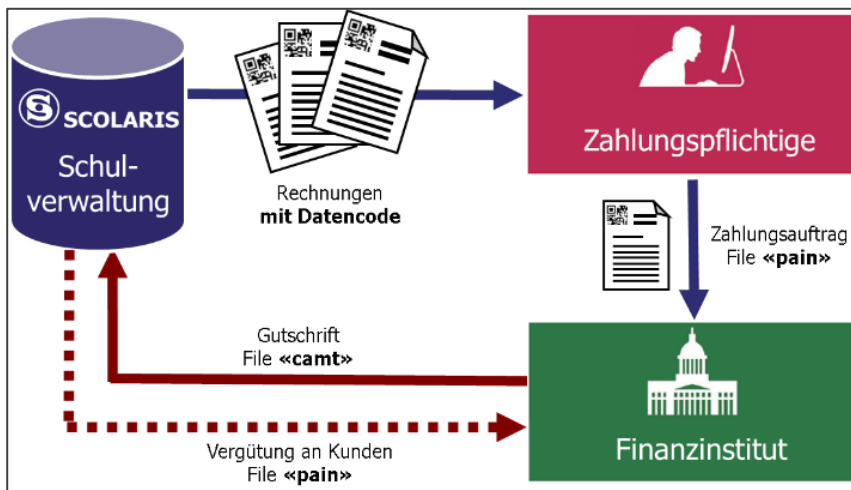 SCOLARIS
Schul-
verwaltung
Rechnungen
mit Datencode
Zahlungspflichtige
Zahlungsauftrag
File «pain»
Gutschrift
File «camt»
Vergütung an Kunden
File «pain»
Finanzinstitut